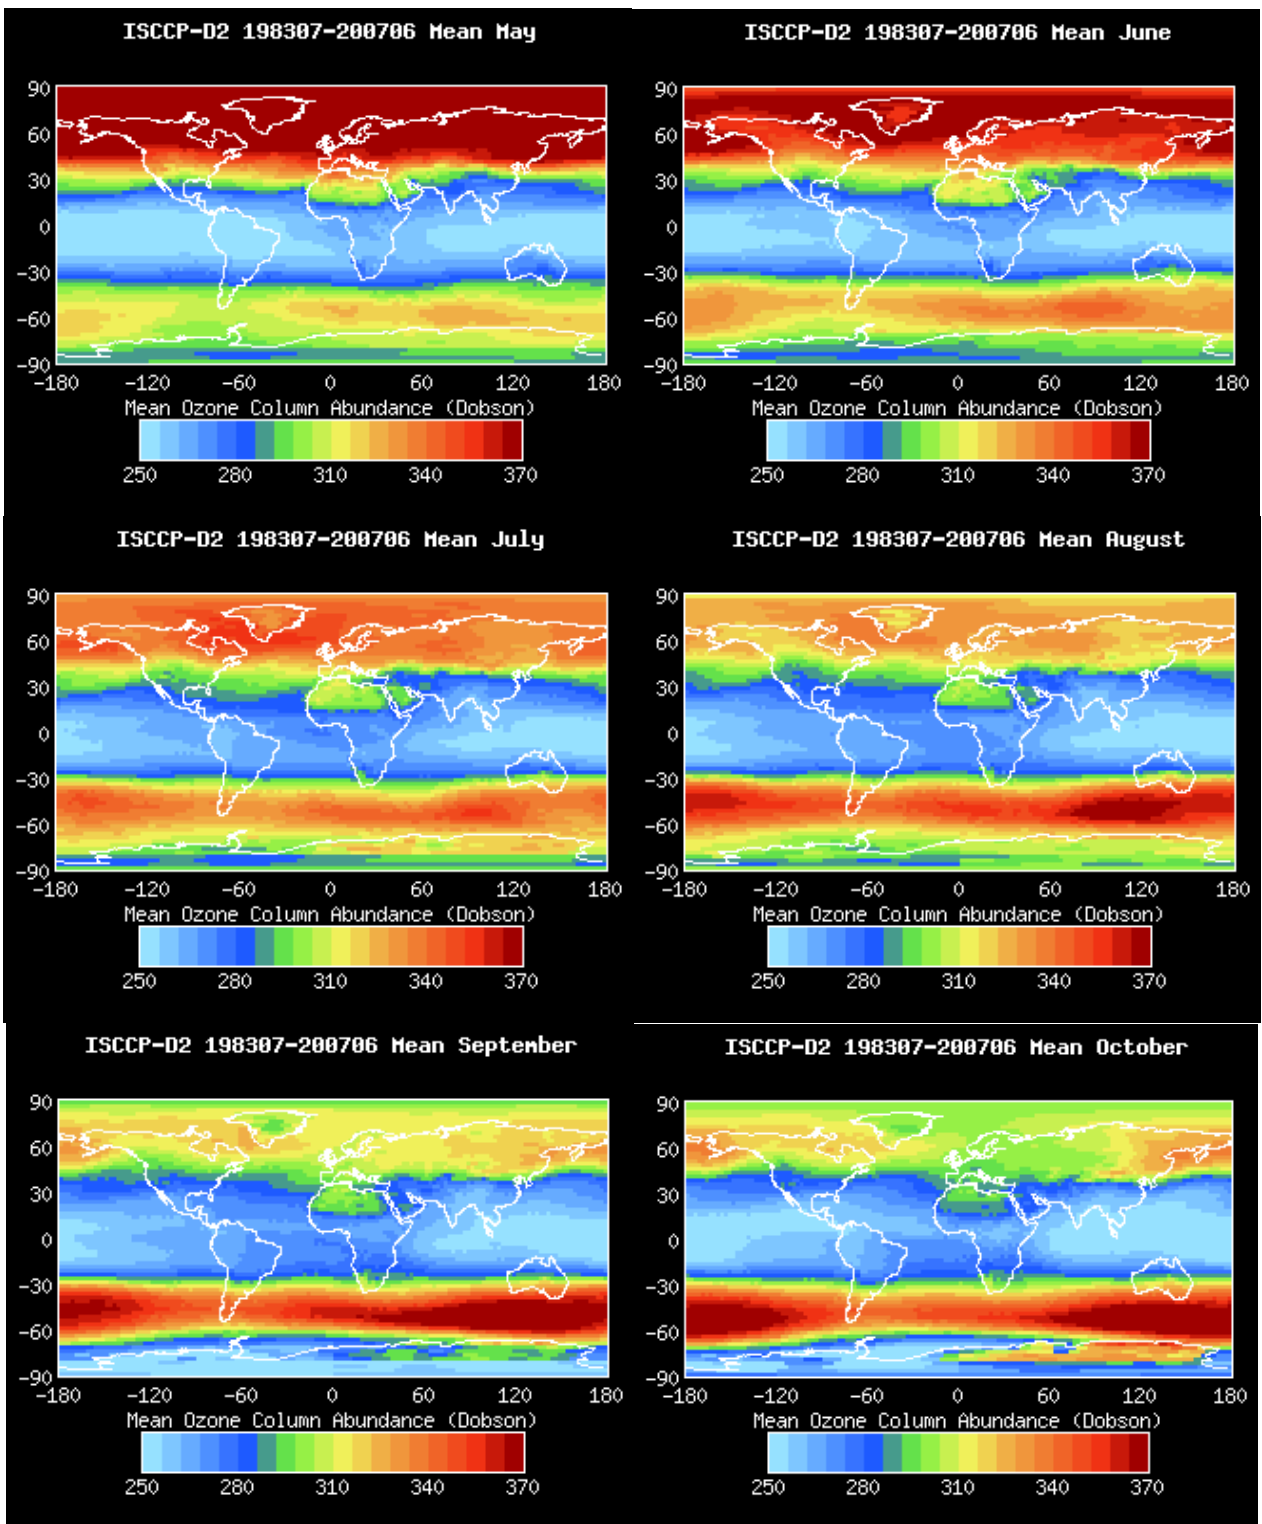 ISCCP-D2 198307-200706 Mean May
90
60
30
0
-30
-60
-90
-180 -120 -60 0 60 120 180
Mean Ozone Column Abundance (Dobson)
250 280 310 340 370
ISCCP-D2 198307-200706 Mean June
90
60
30
0
-30
-60
-90
-180 -120 -60 0 60 120 180
Mean Ozone Column Abundance (Dobson)
250 280 310 340 370
ISCCP-D2 198307-200706 Mean July
90
60
30
0
-30
-60
-90
-180 -120 -60 0 60 120 180
Mean Ozone Column Abundance (Dobson)
250 280 310 340 370
ISCCP-D2 198307-200706 Mean August
90
60
30
0
-30
-60
-90
-180 -120 -60 0 60 120 180
Mean Ozone Column Abundance (Dobson)
250 280 310 340 370
ISCCP-D2 198307-200706 Mean September
90
60
30
0
-30
-60
-90
-180 -120 -60 0 60 120 180
Mean Ozone Column Abundance (Dobson)
250 280 310 340 370
ISCCP-D2 198307-200706 Mean October
90
60
30
0
-30
-60
-90
-180 -120 -60 0 60 120 180
Mean Ozone Column Abundance (Dobson)
250 280 310 340 370